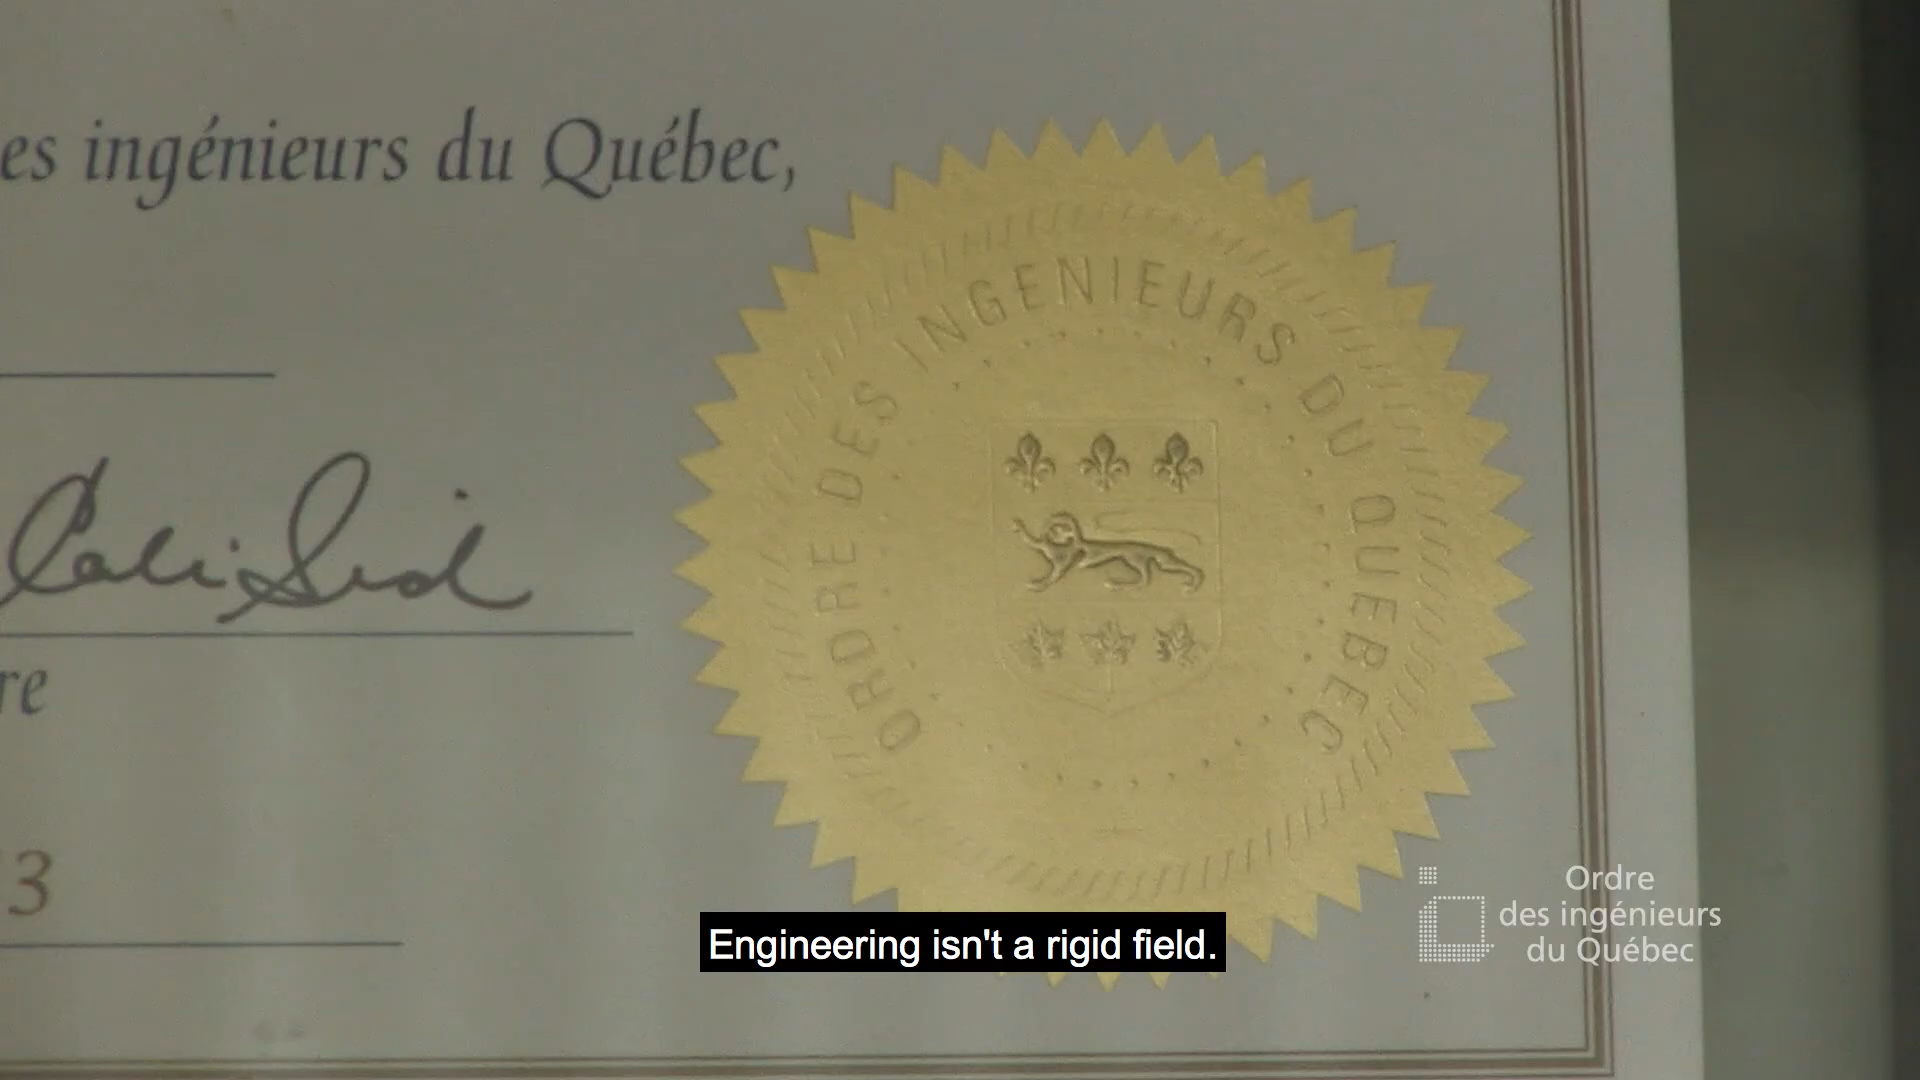 es ingénieurs du Québec,
ORDRE DES INGENIEURS DU QUEBEC
re
3
Engineering isn't a rigid field.
Ordre
des ingénieurs
du Québec